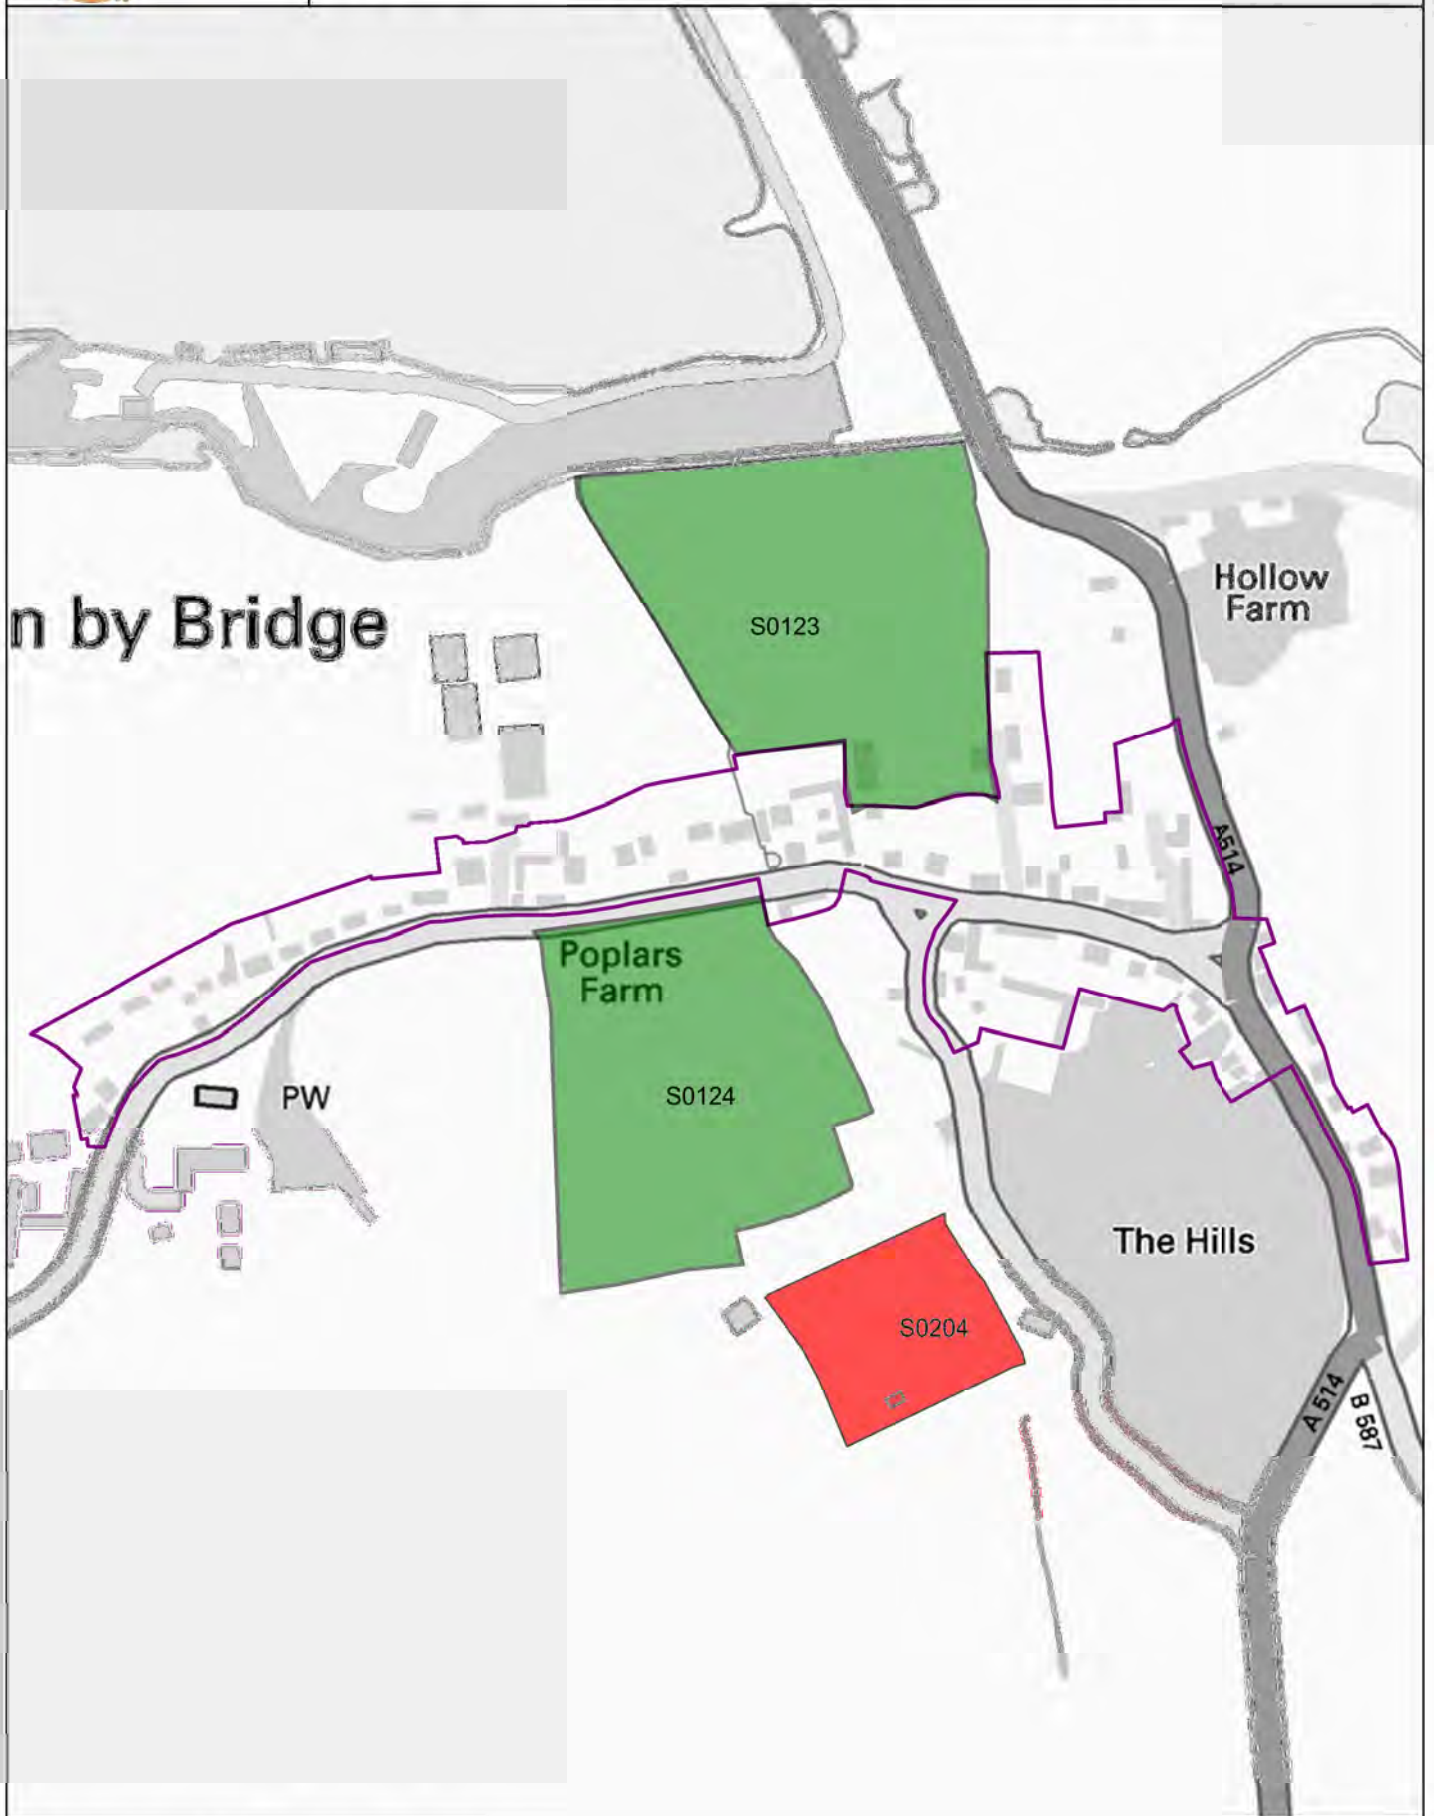 Hollow
Farm
n by Bridge
S0123
A514
Poplars
Farm
S0124
PW
The Hills
S0204
A 514
B 587